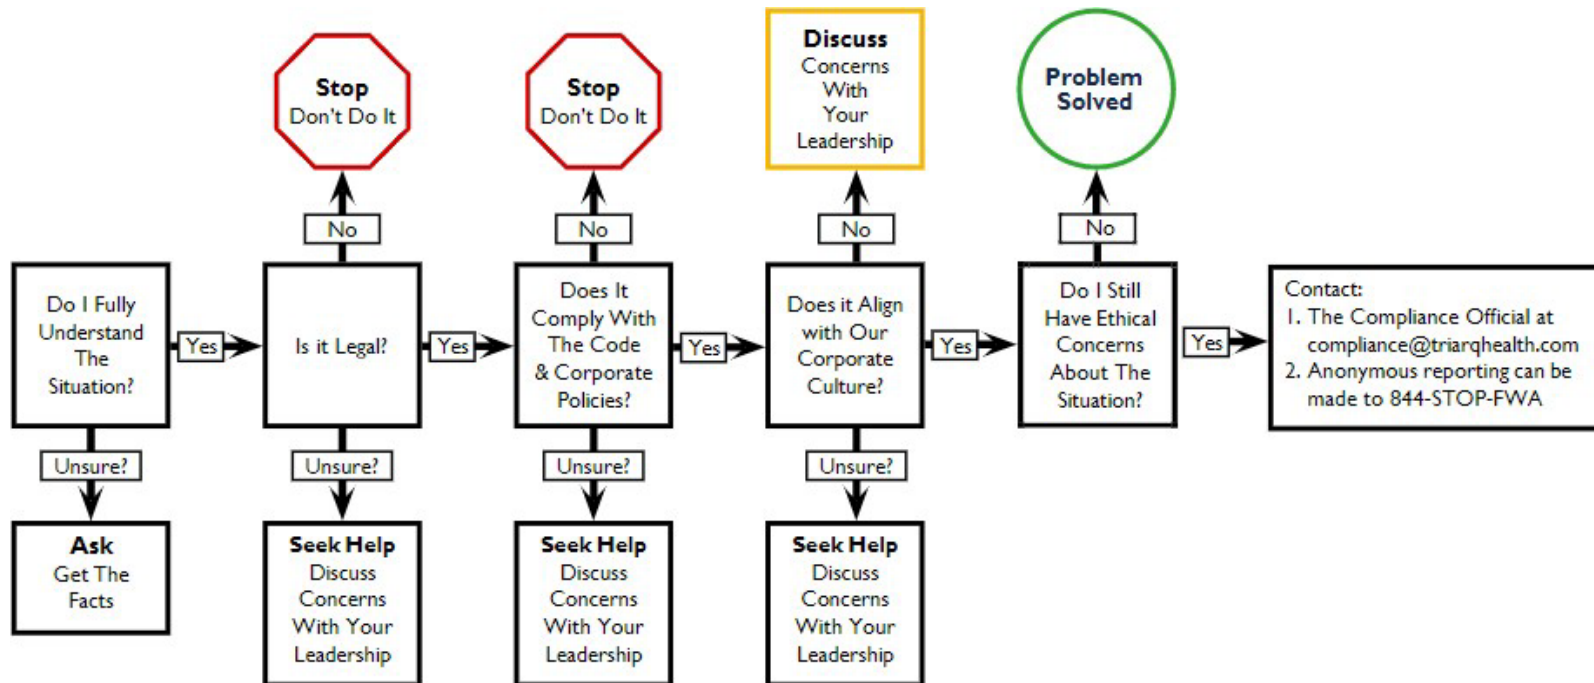 Stop
Don't Do It
Stop
Don't Do It
Discuss
Concerns
With
Your
Leadership
Problem
Solved
No
No
No
No
Do I Fully
Understand
The
Situation?
Yes
Is it Legal?
Yes
Does It
Comply With
The Code
& Corporate
Policies?
Yes
Does it Align
with Our
Corporate
Culture?
Yes
Do I Still
Have Ethical
Concerns
About The
Situation?
Yes
Contact:
1. The Compliance Official at
compliance@triarqhealth.com
2. Anonymous reporting can be
made to 844-STOP-FWA
Unsure?
Unsure?
Unsure?
Unsure?
Ask
Get The
Facts
Seek Help
Discuss
Concerns
With Your
Leadership
Seek Help
Discuss
Concerns
With Your
Leadership
Seek Help
Discuss
Concerns
With Your
Leadership